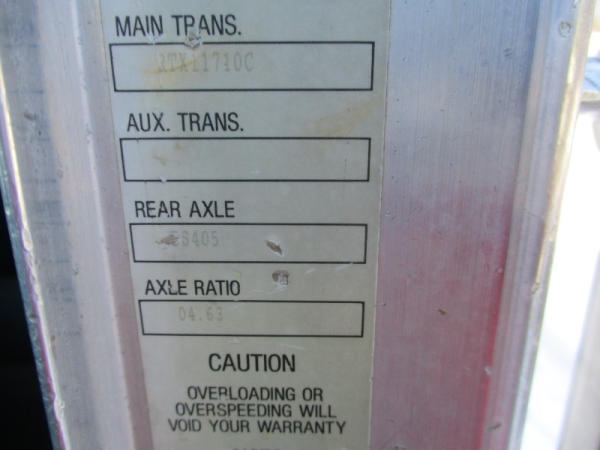 MAIN TRANS.
RTX11710C
AUX. TRANS.
REAR AXLE
04.63
AXLE RATIO
CAUTION
OVERLOADING OR
OVERSPEEDING WILL
VOID YOUR WARRANTY